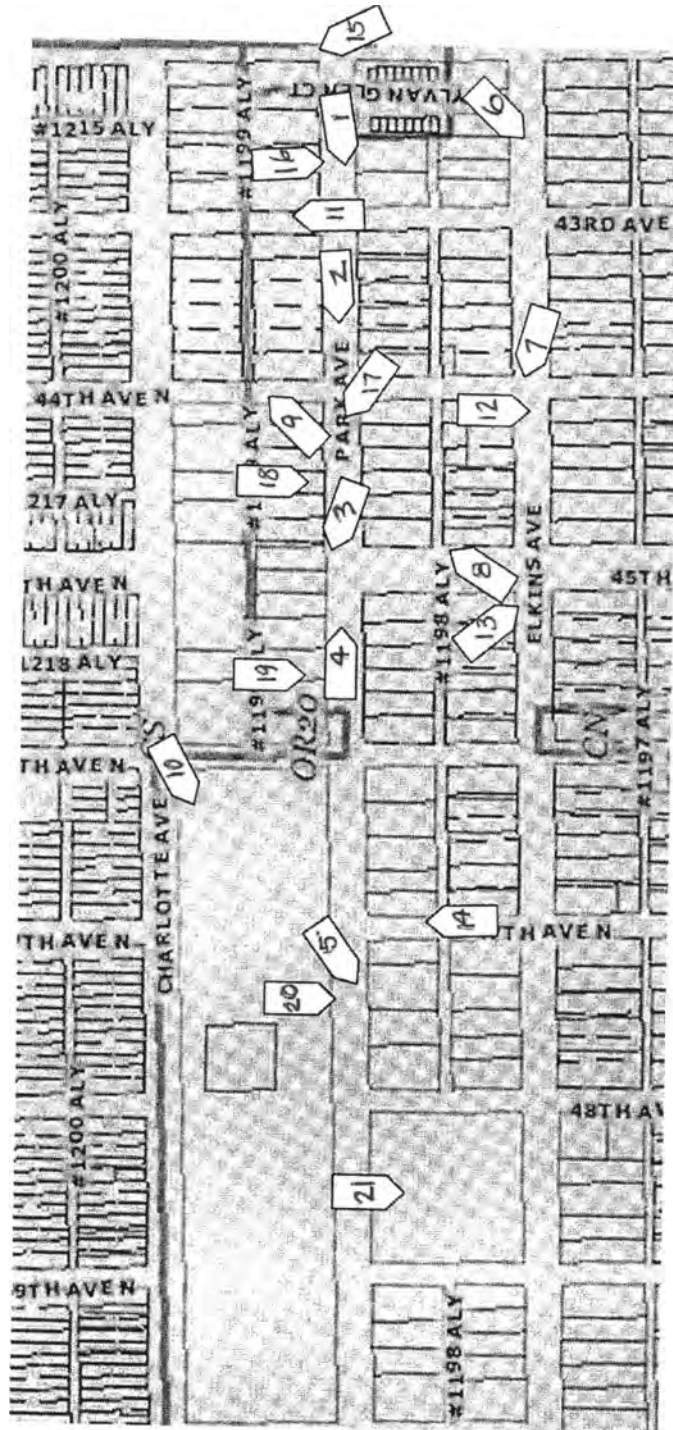 15
#1215 ALY
#1199 ALY
YLVAN GLEN CT
6
1
16
11
43RD AVE
#1200 ALY
2
7
17
PARK AVE
44TH AVE N
9
12
18
3
217 ALY
ELKINS AVE
8
#1198 ALY
45TH
TH AVE N
13
4
19
1218 ALY
OR20
CN
#1197 ALY
10
TH AVE N
CHARLOTTE AVE
14
TH AVE N
TH AVE N
5
20
48TH AV
#1200 ALY
21
9TH AVE N
#1198 ALY